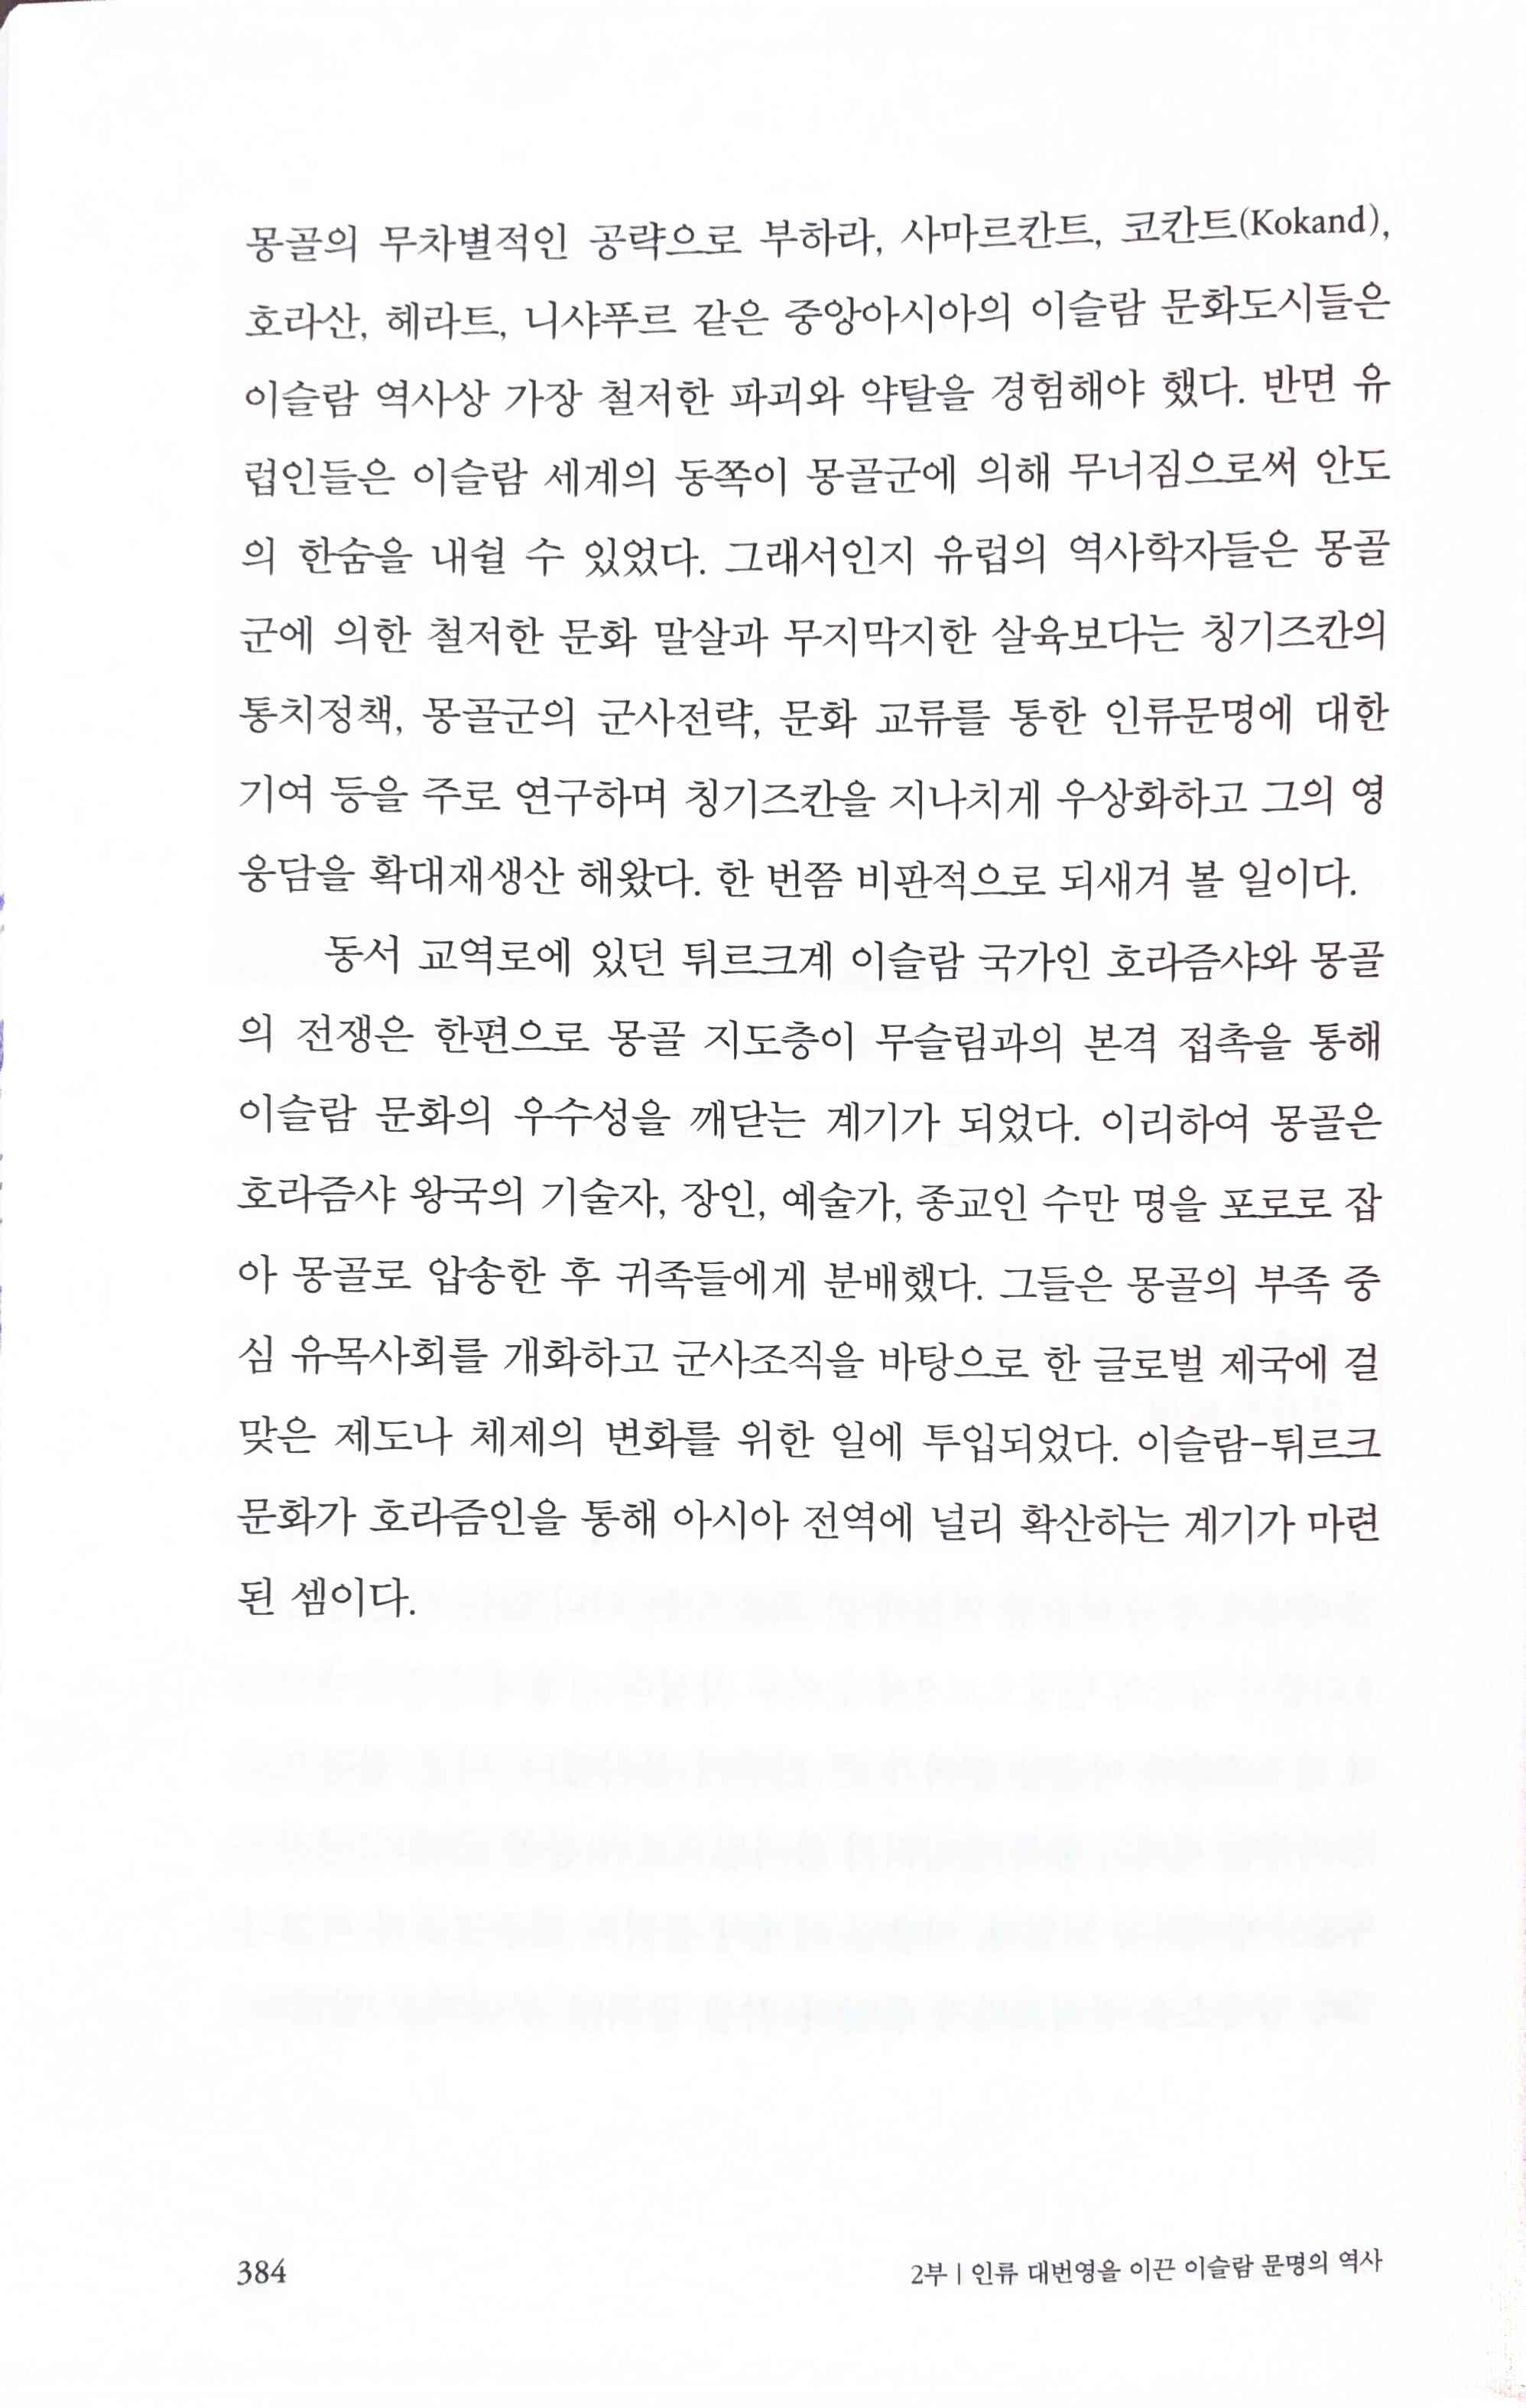 몽골의 무차별적인 공략으로 부하라, 사마르칸트, 코칸트(Kokand),
호라산, 헤라트, 니샤푸르 같은 중앙아시아의 이슬람 문화도시들은
이슬람 역사상 가장 철저한 파괴와 약탈을 경험해야 했다. 반면 유
럽인들은 이슬람 세계의 동쪽이 몽골군에 의해 무너짐으로써 안도
의 한숨을 내쉴 수 있었다. 그래서인지 유럽의 역사학자들은 몽골
군에 의한 철저한 문화 말살과 무지막지한 살육보다는 칭기즈칸의
통치정책, 몽골군의 군사전략, 문화 교류를 통한 인류문명에 대한
기여 등을 주로 연구하며 칭기즈칸을 지나치게 우상화하고 그의 영
웅담을 확대재생산 해왔다. 한 번쯤 비판적으로 되새겨 볼 일이다.
동서 교역로에 있던 튀르크계 이슬람 국가인 호라즘샤와 몽골
의 전쟁은 한편으로 몽골 지도층이 무슬림과의 본격 접촉을 통해
이슬람 문화의 우수성을 깨닫는 계기가 되었다. 이리하여 몽골은
호라즘샤 왕국의 기술자, 장인, 예술가, 종교인 수만 명을 포로로 잡
아 몽골로 압송한 후 귀족들에게 분배했다. 그들은 몽골의 부족 중
심 유목사회를 개화하고 군사조직을 바탕으로 한 글로벌 제국에 걸
맞은 제도나 체제의 변화를 위한 일에 투입되었다. 이슬람-튀르크
문화가 호라즘인을 통해 아시아 전역에 널리 확산하는 계기가 마련
된 셈이다.
384
2부 | 인류 대번영을 이끈 이슬람 문명의 역사